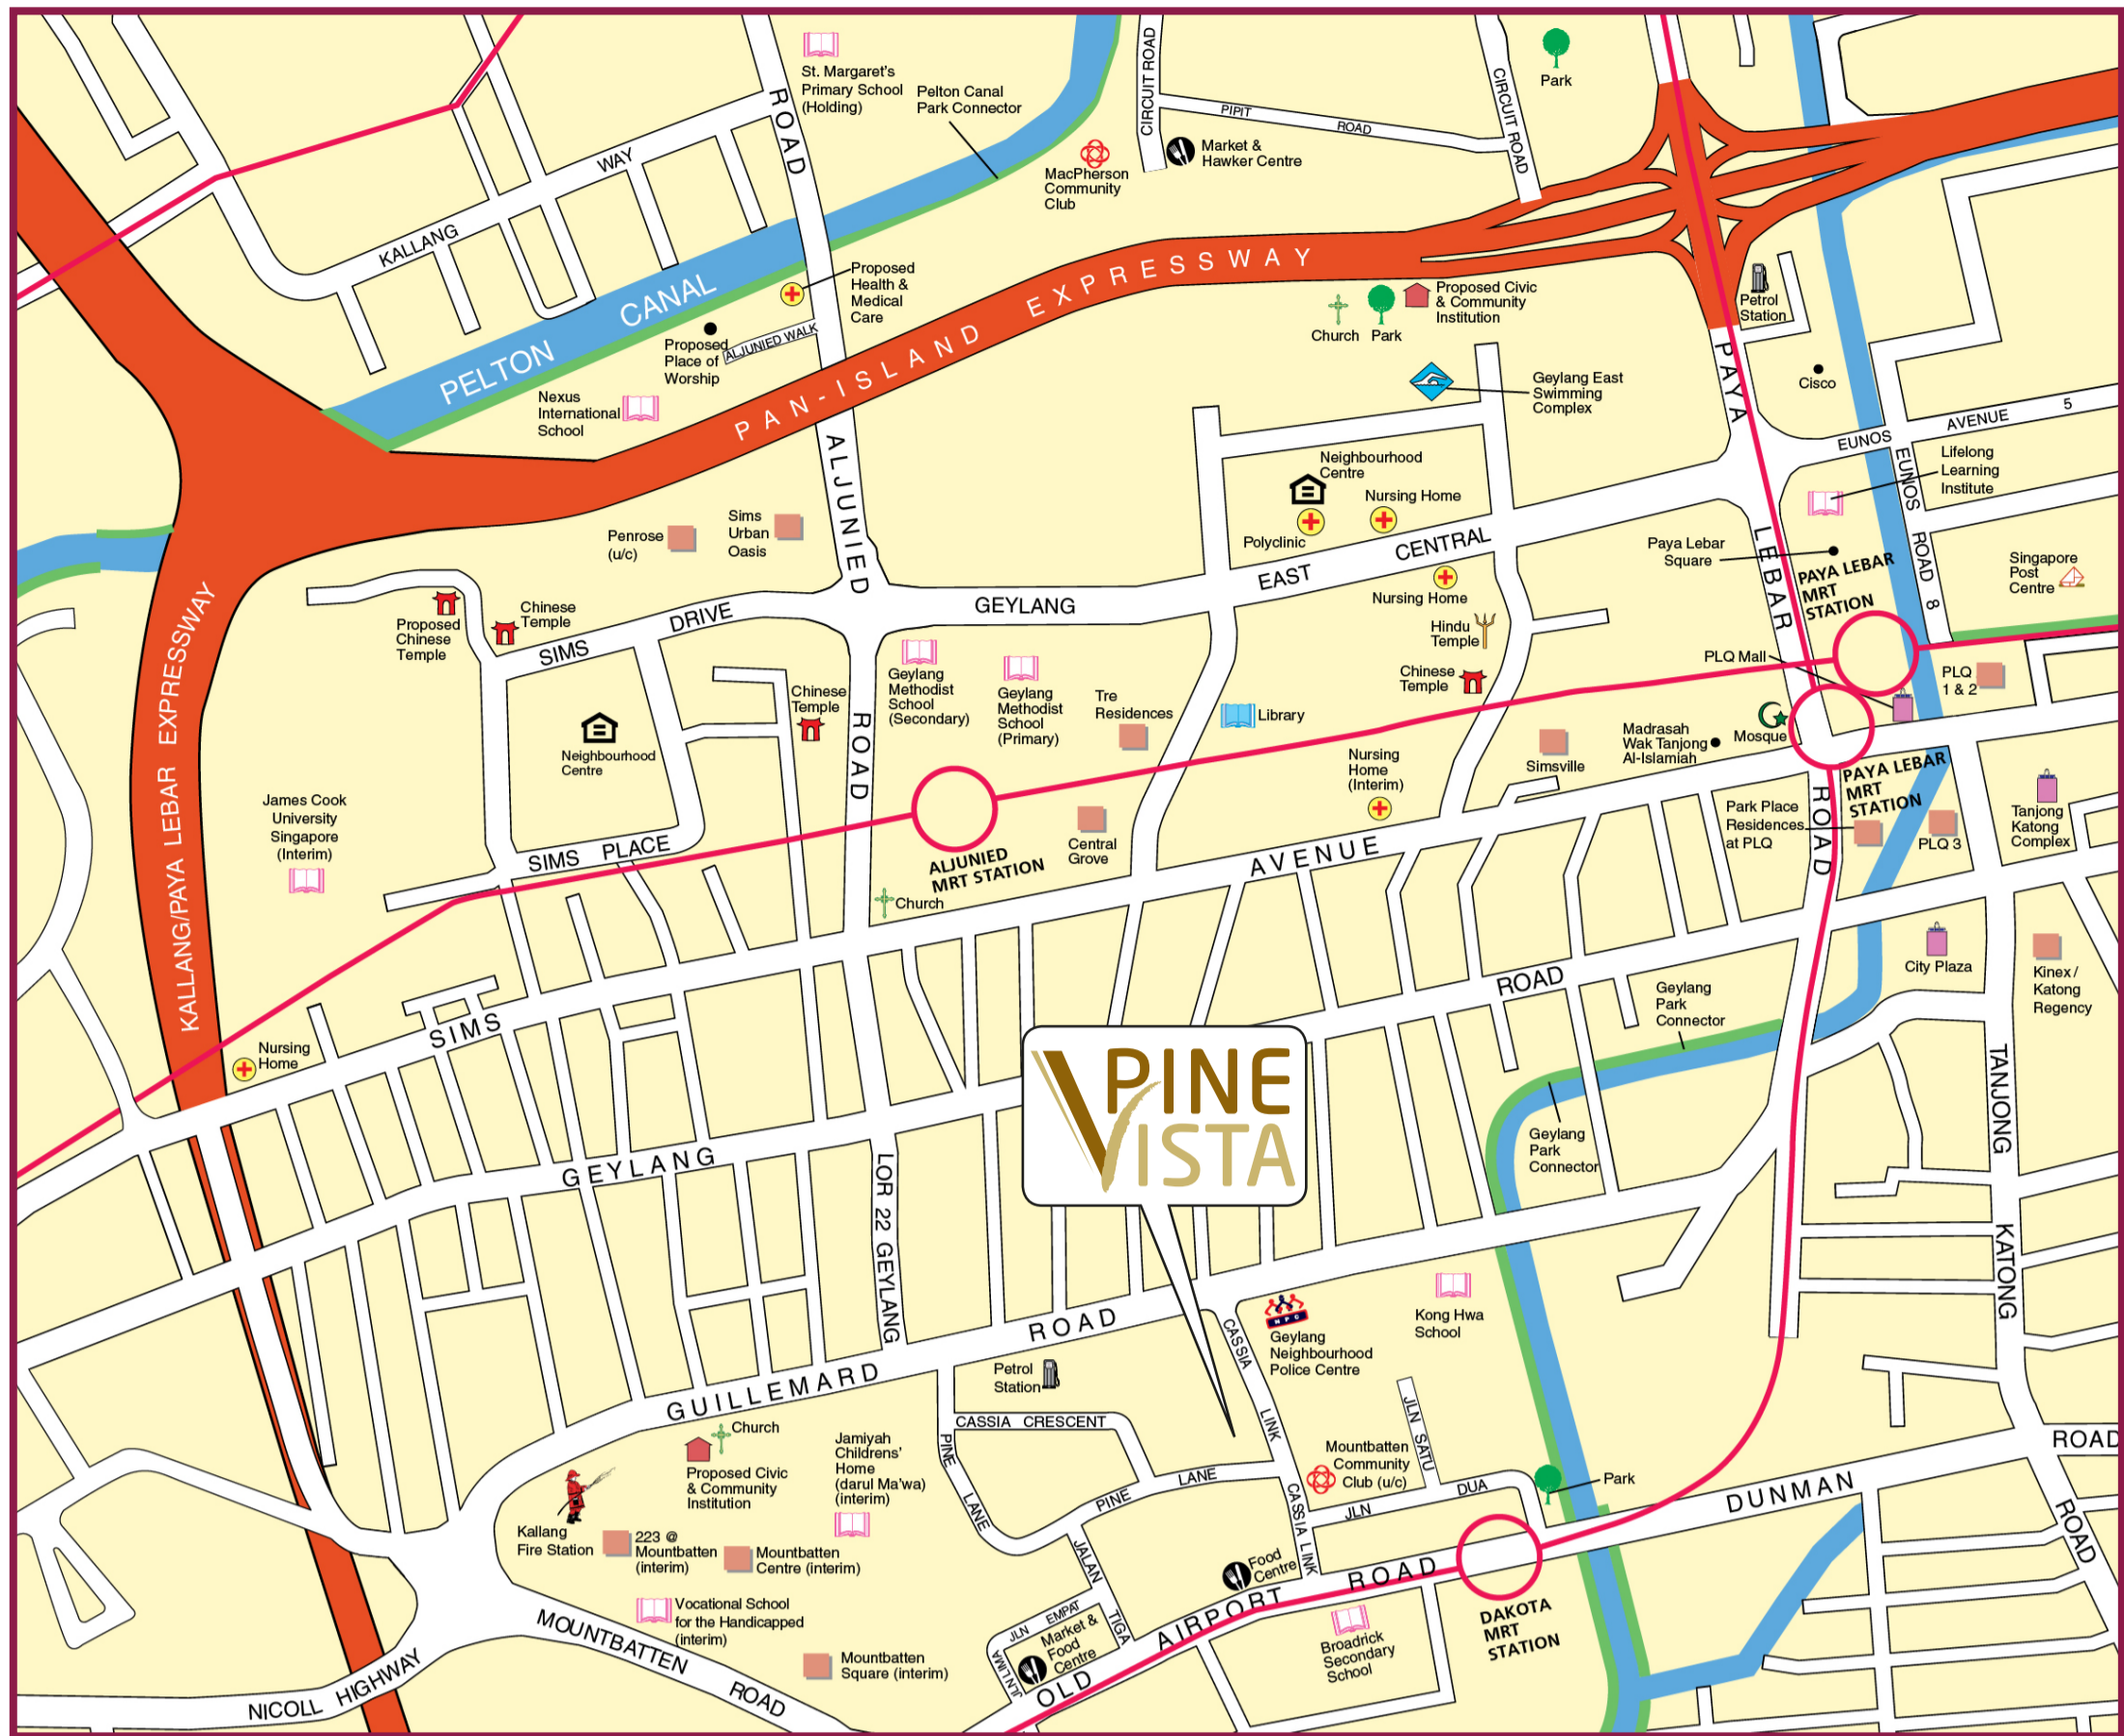 ROAD
St. Margaret's
Primary School
(Holding)
Pelton Canal
Park Connector
CIRCUIT ROAD
PIPIT ROAD
CIRCUIT ROAD
Park
Market &
Hawker Centre
MacPherson
Community
Club
KALLANG WAY
PELTON CANAL
Proposed
Health &
Medical
Care
Proposed
Place of
Worship
ALJUNIED WALK
Nexus
International
School
PAN-ISLAND EXPRESSWAY
Church
Park
Proposed Civic
& Community
Institution
Petrol
Station
Geylang East
Swimming
Complex
Cisco
PAYA
LEBAR
ROAD
EUNOS AVENUE 5
EUNOS ROAD 8
Lifelong
Learning
Institute
Paya Lebar
Square
PAYA LEBAR
MRT
STATION
Singapore
Post
Centre
Neighbourhood
Centre
Nursing Home
Polyclinic
Penrose
(u/c)
Sims
Urban
Oasis
ALJUNIED
ROAD
GEYLANG EAST CENTRAL
Nursing Home
Hindu
Temple
Chinese
Temple
Proposed
Chinese
Temple
Chinese
Temple
SIMS DRIVE
KALLANG/PAYA LEBAR EXPRESSWAY
Neighbourhood
Centre
Chinese
Temple
Geylang
Methodist
School
(Secondary)
Geylang
Methodist
School
(Primary)
Tre
Residences
Library
PLQ Mall
PLQ
1 & 2
Mosque
Madrasah
Wak Tanjong
Al-Islamiah
Simsville
Nursing
Home
(Interim)
PAYA LEBAR
MRT
STATION
Park Place
Residences
at PLQ
PLQ 3
Tanjong
Katong
Complex
James Cook
University
Singapore
(Interim)
SIMS PLACE
ALJUNIED
MRT STATION
Central
Grove
Church
SIMS AVENUE
City Plaza
Kinex /
Katong
Regency
Nursing
Home
GEYLANG ROAD
Geylang
Park
Connector
Geylang
Park
Connector
PINE
VISTA
LOR 22 GEYLANG
TANJONG
KATONG
ROAD
GUILLEMARD ROAD
Geylang
Neighbourhood
Police Centre
NPC
Kong Hwa
School
Petrol
Station
CASSIA LINK
CASSIA CRESCENT
PINE LANE
PINE LANE
CASSIA LINK
JLN SATU
JLN DUA
Mountbatten
Community
Club (u/c)
Park
DUNMAN
ROAD
Church
Proposed Civic
& Community
Institution
Jamiyah
Childrens'
Home
(darul Ma'wa)
(interim)
Kallang
Fire Station
223 @
Mountbatten
(interim)
Mountbatten
Centre (interim)
Vocational School
for the Handicapped
(interim)
Mountbatten
Square (interim)
MOUNTBATTEN ROAD
NICOLL HIGHWAY
JALAN TIGA
JLN EMPAT
JLN LIMA
Market &
Food
Centre
Food
Centre
OLD AIRPORT ROAD
Broadrick
Secondary
School
DAKOTA
MRT
STATION